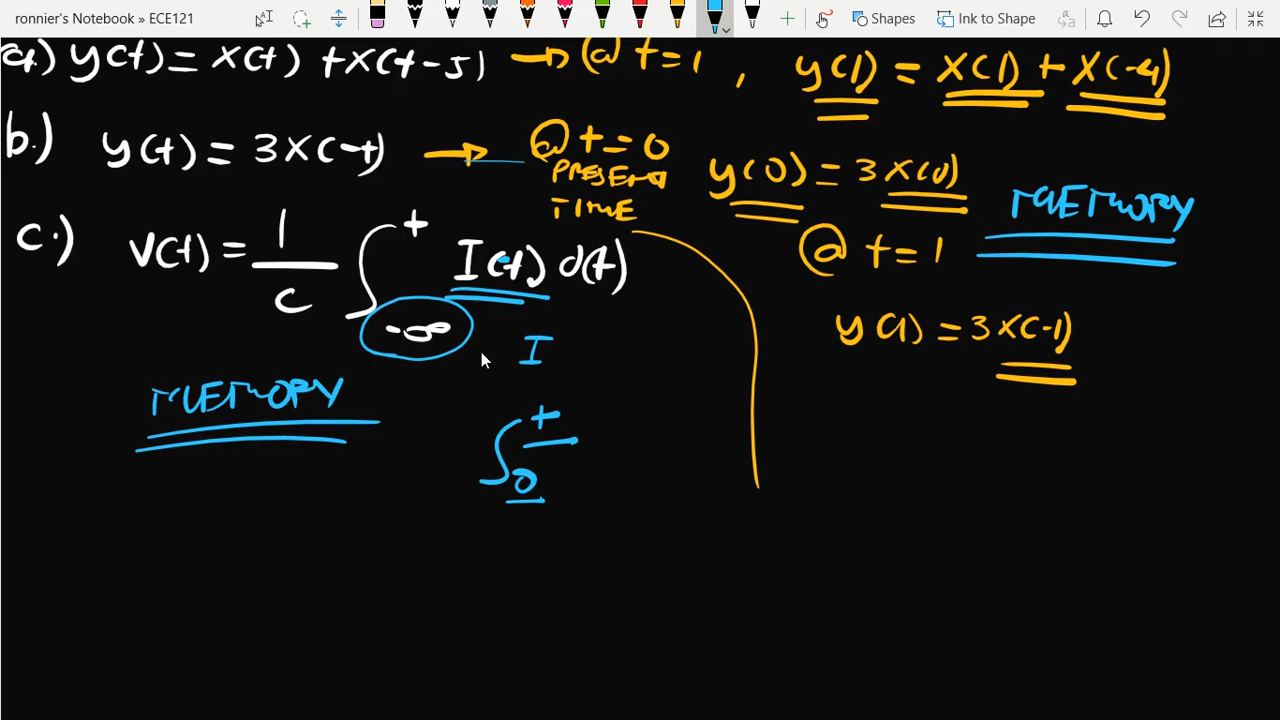 ronnier's Notebook » ECE121
Shapes
Ink to Shape
a.) y(t) = x(t) + x(t-5) → @ t=1 , y(1) = x(1) + x(-4)
b.) y(t) = 3x(-t) → @ t=0 y(0) = 3x(0)
PRESENT
TIME
MEMORY
@ t=1
y(1) = 3x(-1)
c.) V(t) = 1/C ∫ t -∞ I(t) d(t)
I
MEMORY
∫ t 0